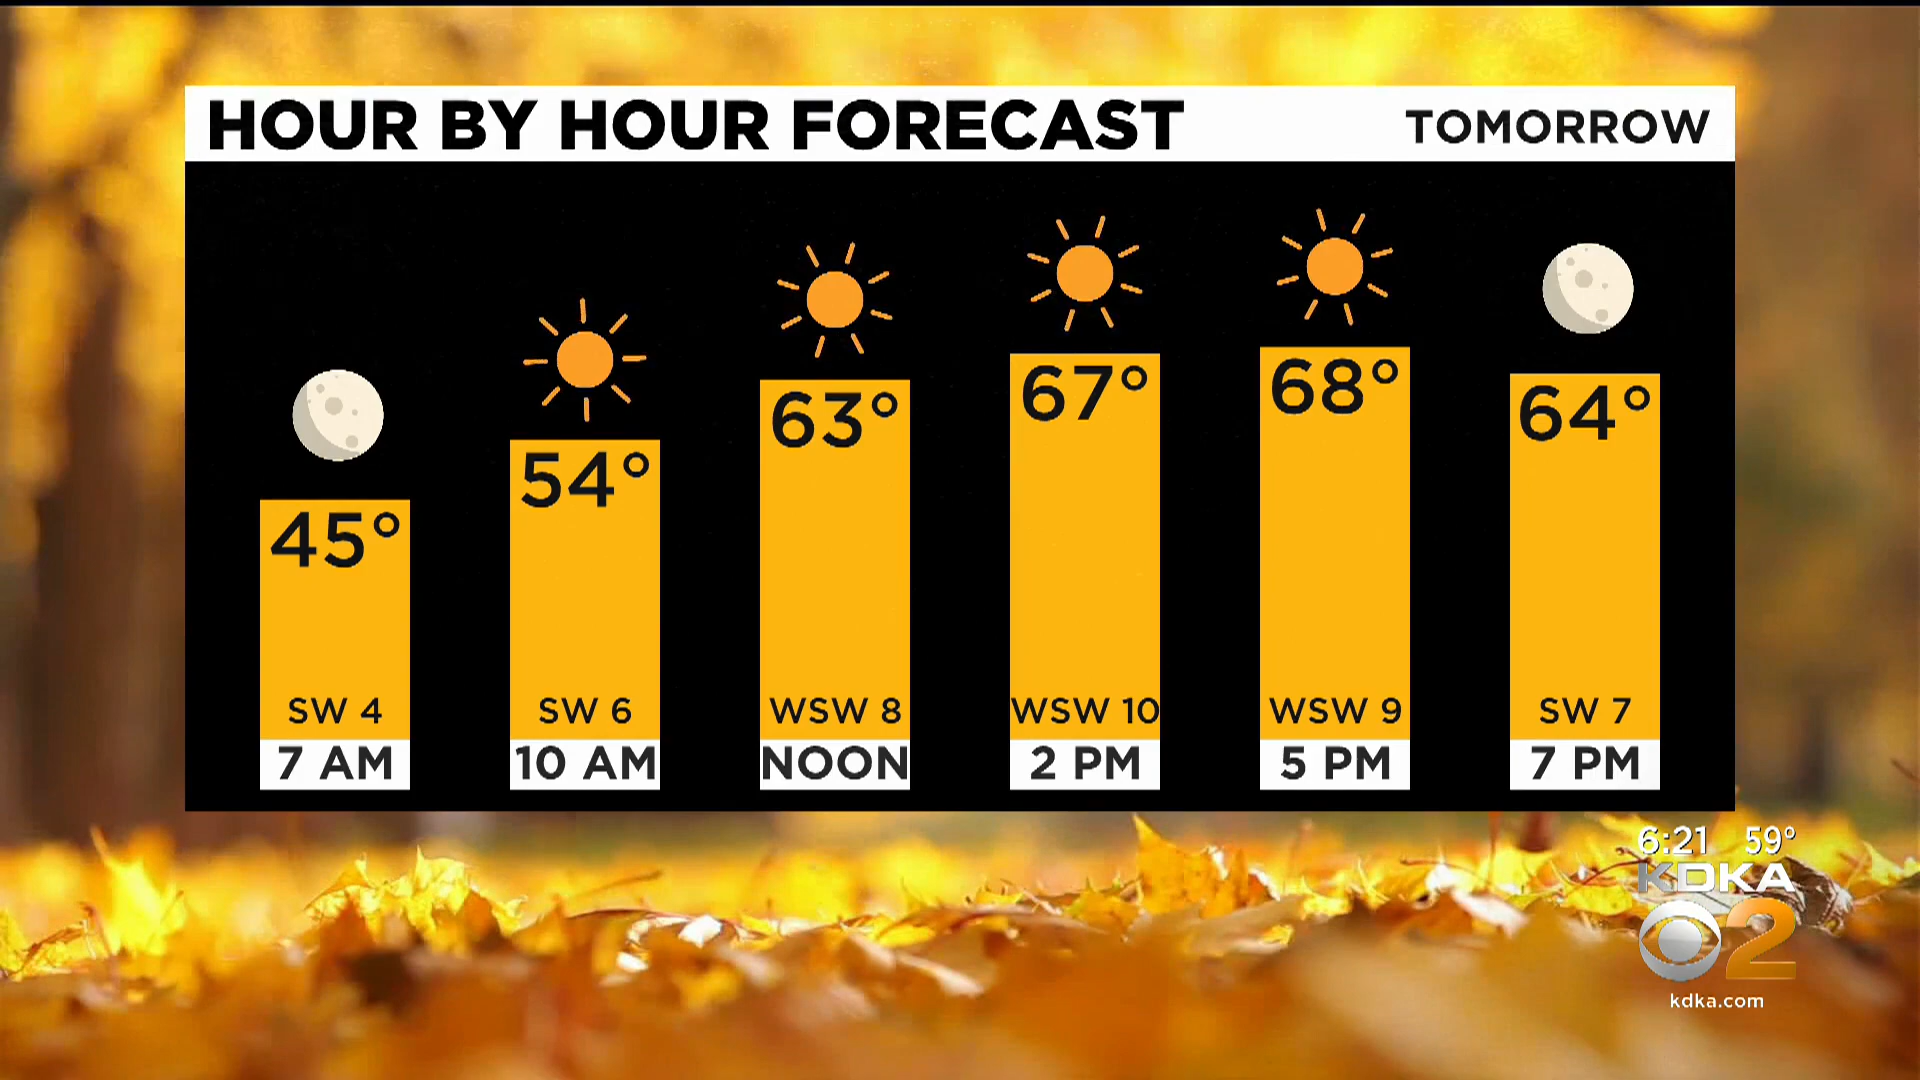 HOUR BY HOUR FORECAST TOMORROW
45° 54° 63° 67° 68° 64°
SW 4 SW 6 WSW 8 WSW 10 WSW 9 SW 7
7 AM 10 AM NOON 2 PM 5 PM 7 PM
6:21 59°
KDKA
2
kdka.com